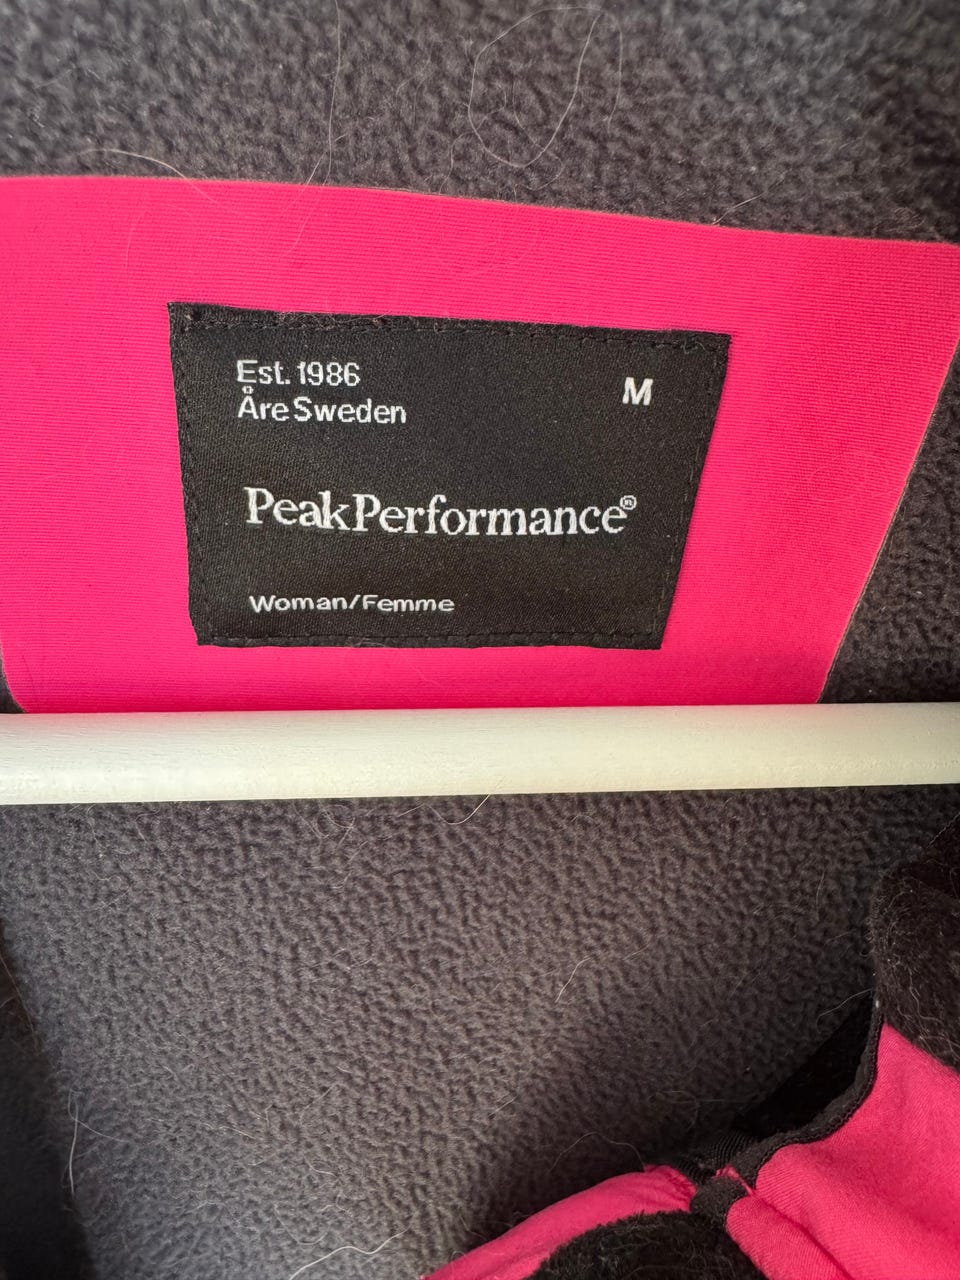 Est. 1986
Åre Sweden
M
PeakPerformance®
Woman/Femme